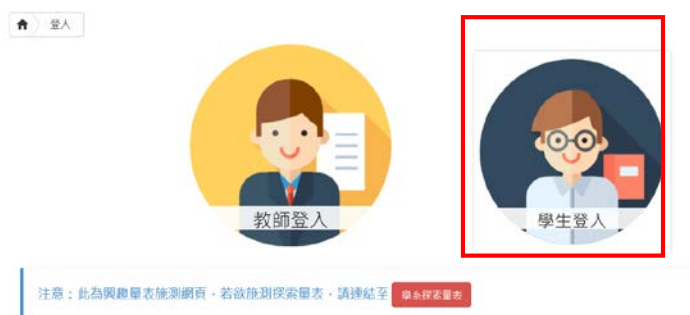 登入
教師登入
學生登入
注意：此為興趣量表施測網頁，若欲施測探索量表，請連結至 學系探索量表